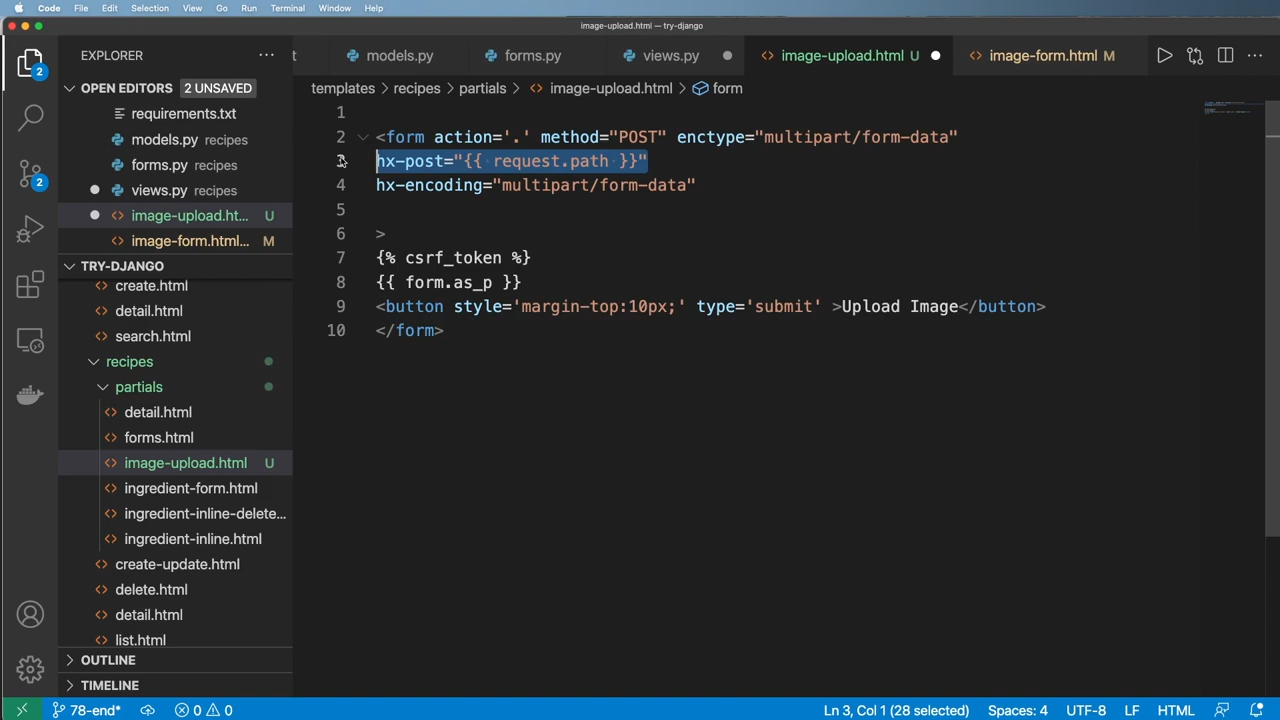 Code File Edit Selection View Go Run Terminal Window Help
image-upload.html — try-django
EXPLORER
t models.py forms.py views.py image-upload.html U image-form.html M
OPEN EDITORS 2 UNSAVED
requirements.txt
models.py recipes
forms.py recipes
views.py recipes
image-upload.ht... U
image-form.html... M
TRY-DJANGO
create.html
detail.html
search.html
recipes
partials
detail.html
forms.html
image-upload.html U
ingredient-form.html
ingredient-inline-delete...
ingredient-inline.html
create-update.html
delete.html
detail.html
list.html
OUTLINE
TIMELINE
2
2
templates > recipes > partials > image-upload.html > form
1
2 <form action='.' method="POST" enctype="multipart/form-data"
3 hx-post="{{ request.path }}"
4 hx-encoding="multipart/form-data"
5
6 >
7 {% csrf_token %}
8 {{ form.as_p }}
9 <button style='margin-top:10px;' type='submit' >Upload Image</button>
10 </form>
78-end* 0 0 Ln 3, Col 1 (28 selected) Spaces: 4 UTF-8 LF HTML